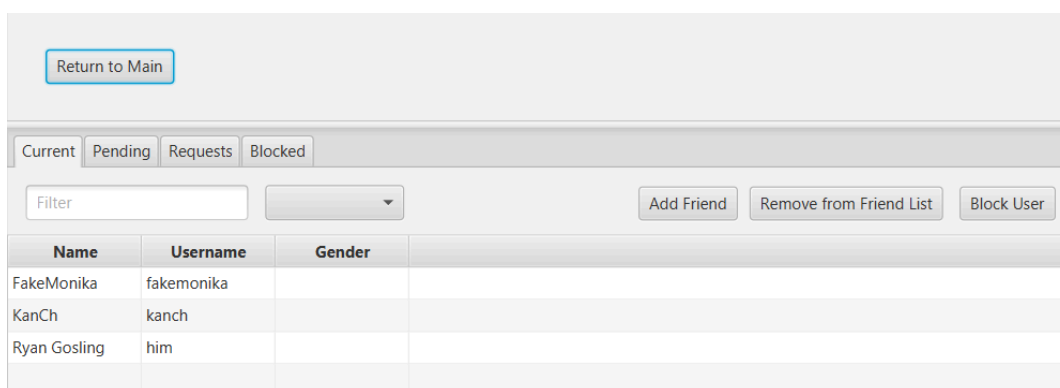 Return to Main
Current Pending Requests Blocked
Filter Add Friend Remove from Friend List Block User
Name Username Gender
FakeMonika fakemonika
KanCh kanch
Ryan Gosling him